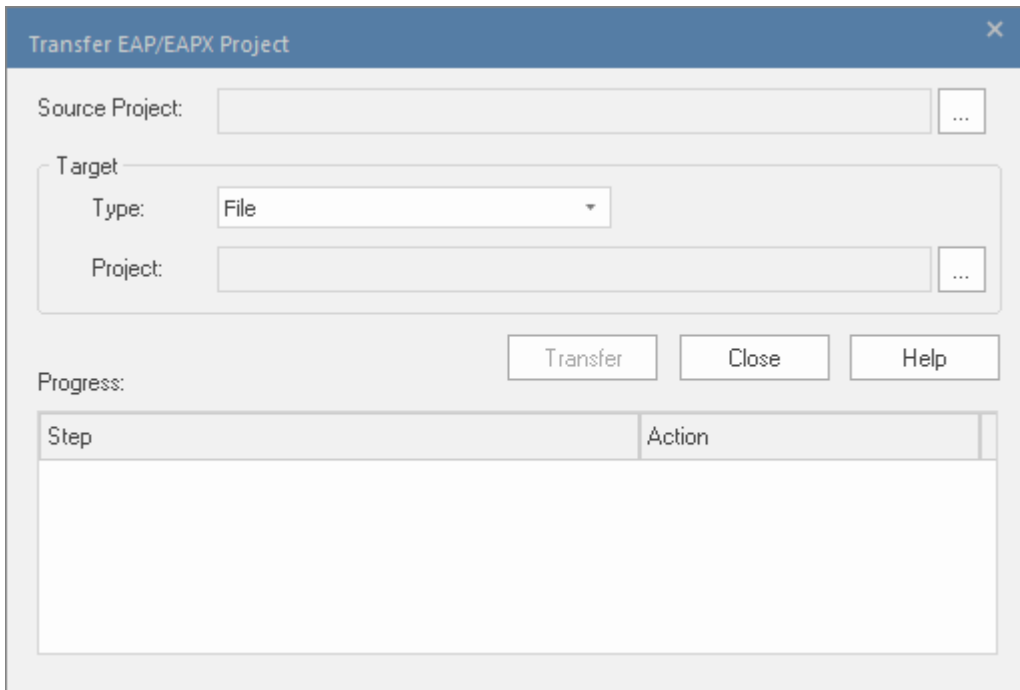 Transfer EAP/EAPX Project
Source Project:
...
Target
Type:
File
Project:
...
Transfer
Close
Help
Progress:
Step
Action